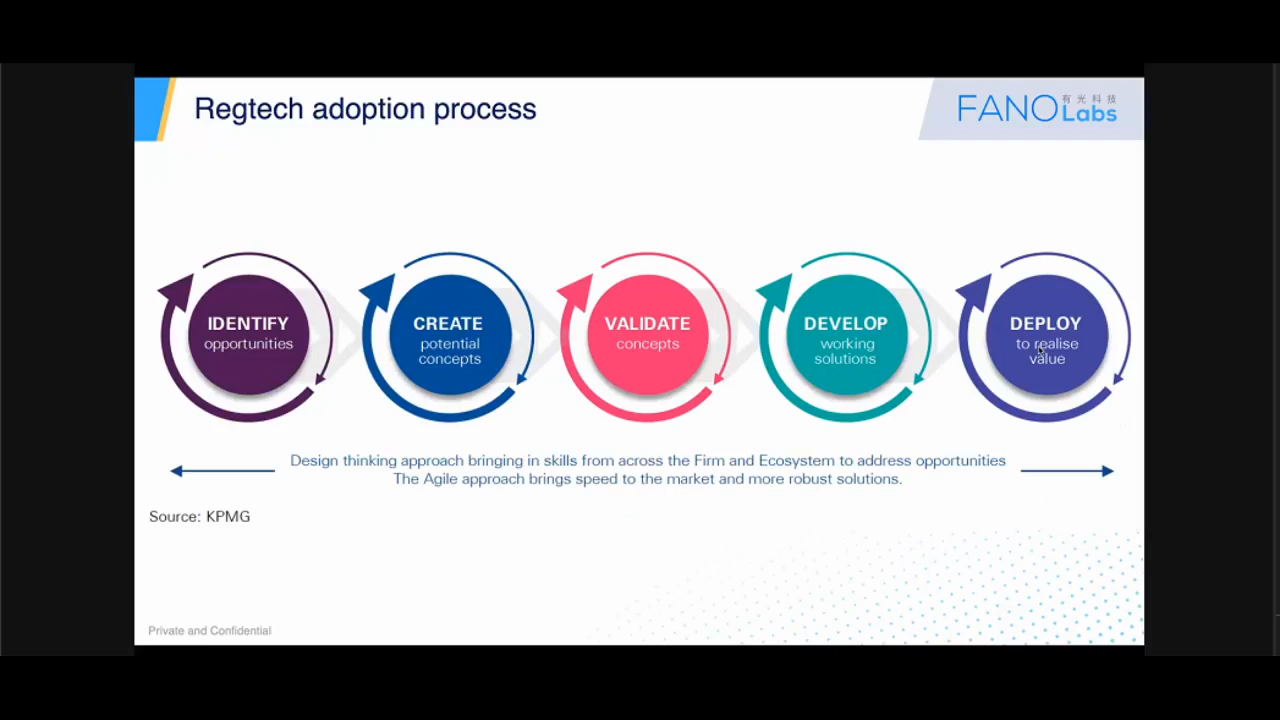 Regtech adoption process
FANO
有光科技
Labs
IDENTIFY
opportunities
CREATE
potential
concepts
VALIDATE
concepts
DEVELOP
working
solutions
DEPLOY
to realise
value
Design thinking approach bringing in skills from across the Firm and Ecosystem to address opportunities
The Agile approach brings speed to the market and more robust solutions.
Source: KPMG
Private and Confidential